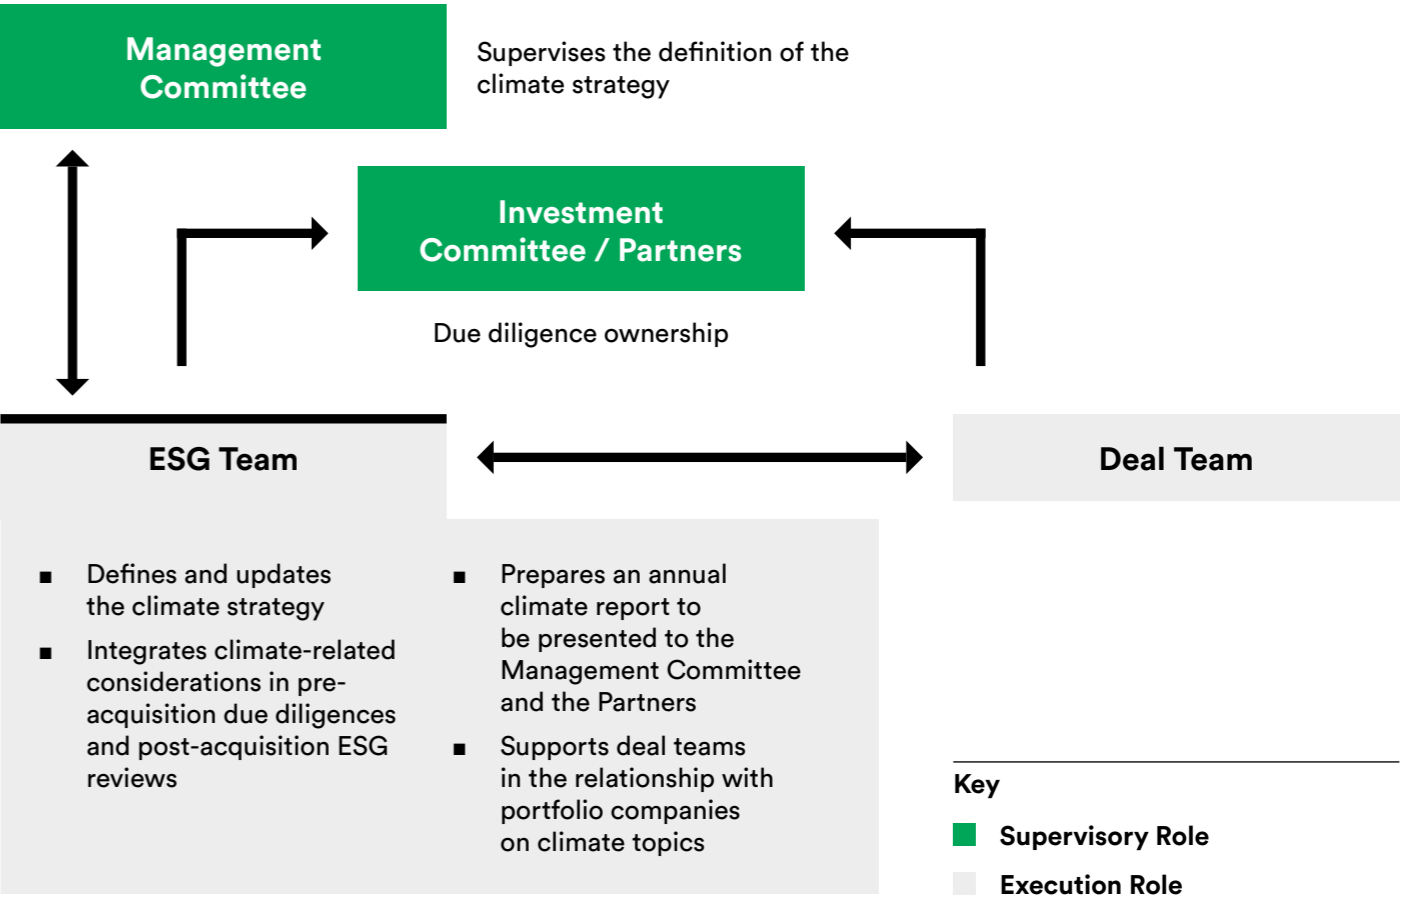 Management
Committee
Supervises the definition of the
climate strategy
Investment
Committee / Partners
Due diligence ownership
ESG Team
Deal Team
■ Defines and updates
the climate strategy
■ Integrates climate-related
considerations in pre-
acquisition due diligences
and post-acquisition ESG
reviews
■ Prepares an annual
climate report to
be presented to the
Management Committee
and the Partners
■ Supports deal teams
in the relationship with
portfolio companies
on climate topics
Key
Supervisory Role
Execution Role